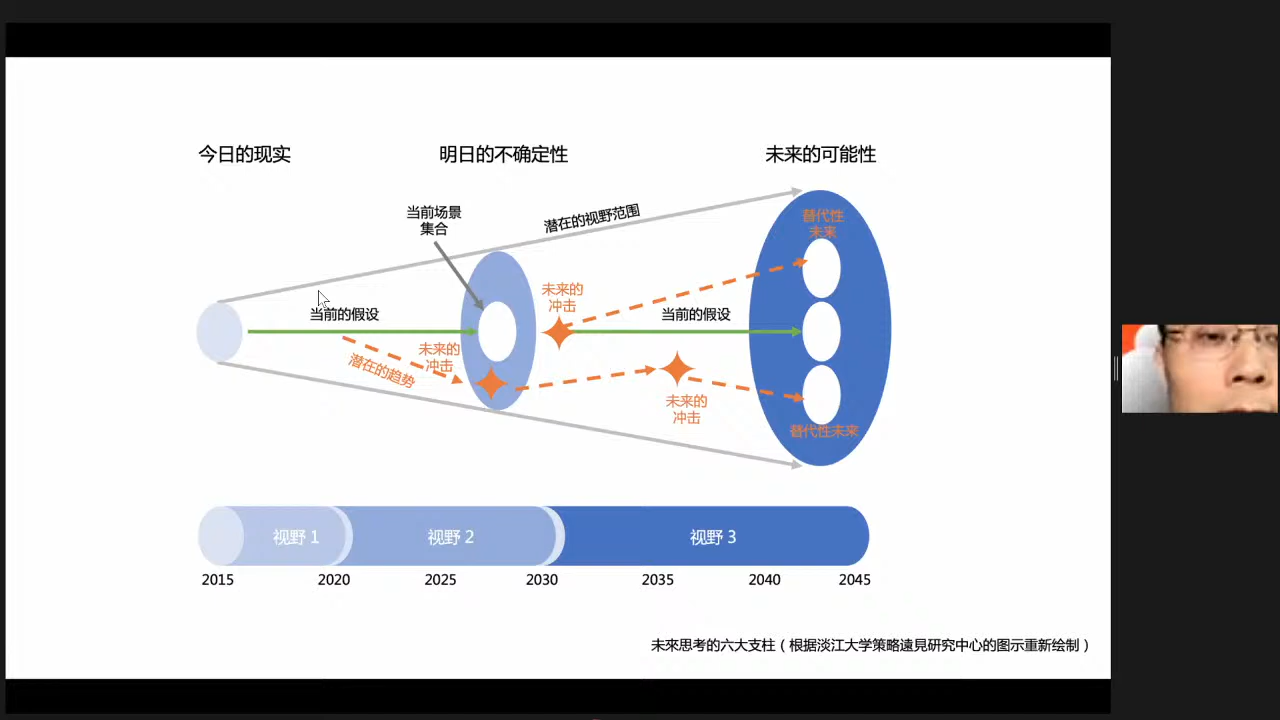 今日的现实
明日的不确定性
未来的可能性
当前场景
集合
潜在的视野范围
替代性
未来
未来的
冲击
当前的假设
当前的假设
未来的
冲击
潜在的趋势
未来的
冲击
替代性未来
视野 1
视野 2
视野 3
2015
2020
2025
2030
2035
2040
2045
未來思考的六大支柱（根据淡江大学策略遠見研究中心的图示重新绘制）